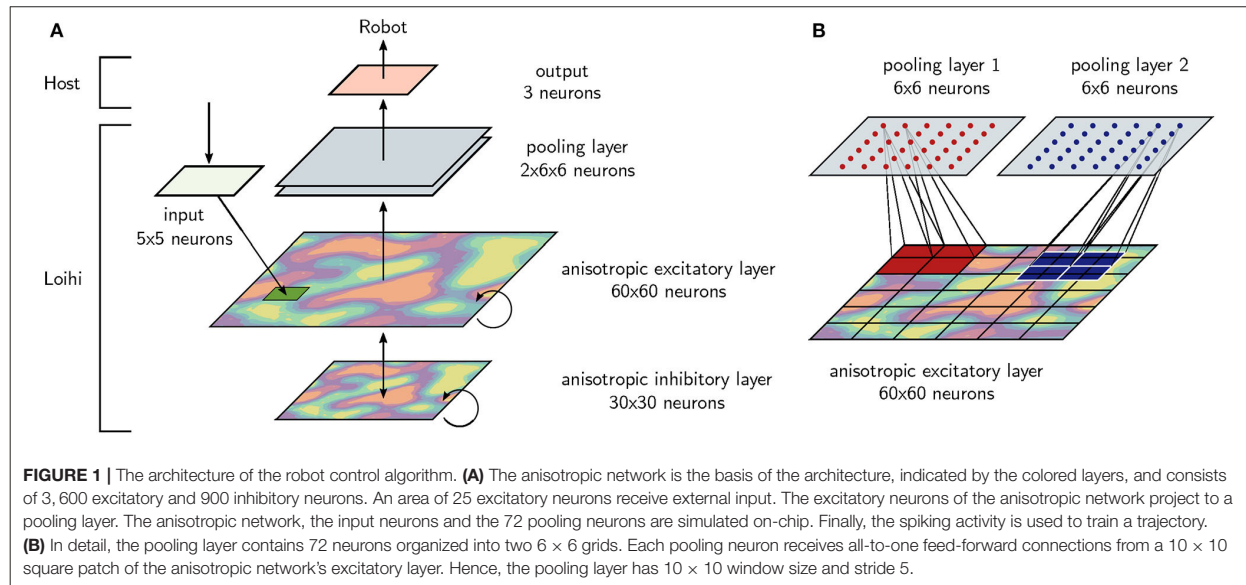 A
Robot
Host
output
3 neurons
pooling layer
2x6x6 neurons
input
5x5 neurons
Loihi
anisotropic excitatory layer
60x60 neurons
anisotropic inhibitory layer
30x30 neurons
B
pooling layer 1
6x6 neurons
pooling layer 2
6x6 neurons
anisotropic excitatory layer
60x60 neurons
FIGURE 1 | The architecture of the robot control algorithm. (A) The anisotropic network is the basis of the architecture, indicated by the colored layers, and consists
of 3, 600 excitatory and 900 inhibitory neurons. An area of 25 excitatory neurons receive external input. The excitatory neurons of the anisotropic network project to a
pooling layer. The anisotropic network, the input neurons and the 72 pooling neurons are simulated on-chip. Finally, the spiking activity is used to train a trajectory.
(B) In detail, the pooling layer contains 72 neurons organized into two 6 × 6 grids. Each pooling neuron receives all-to-one feed-forward connections from a 10 × 10
square patch of the anisotropic network's excitatory layer. Hence, the pooling layer has 10 × 10 window size and stride 5.